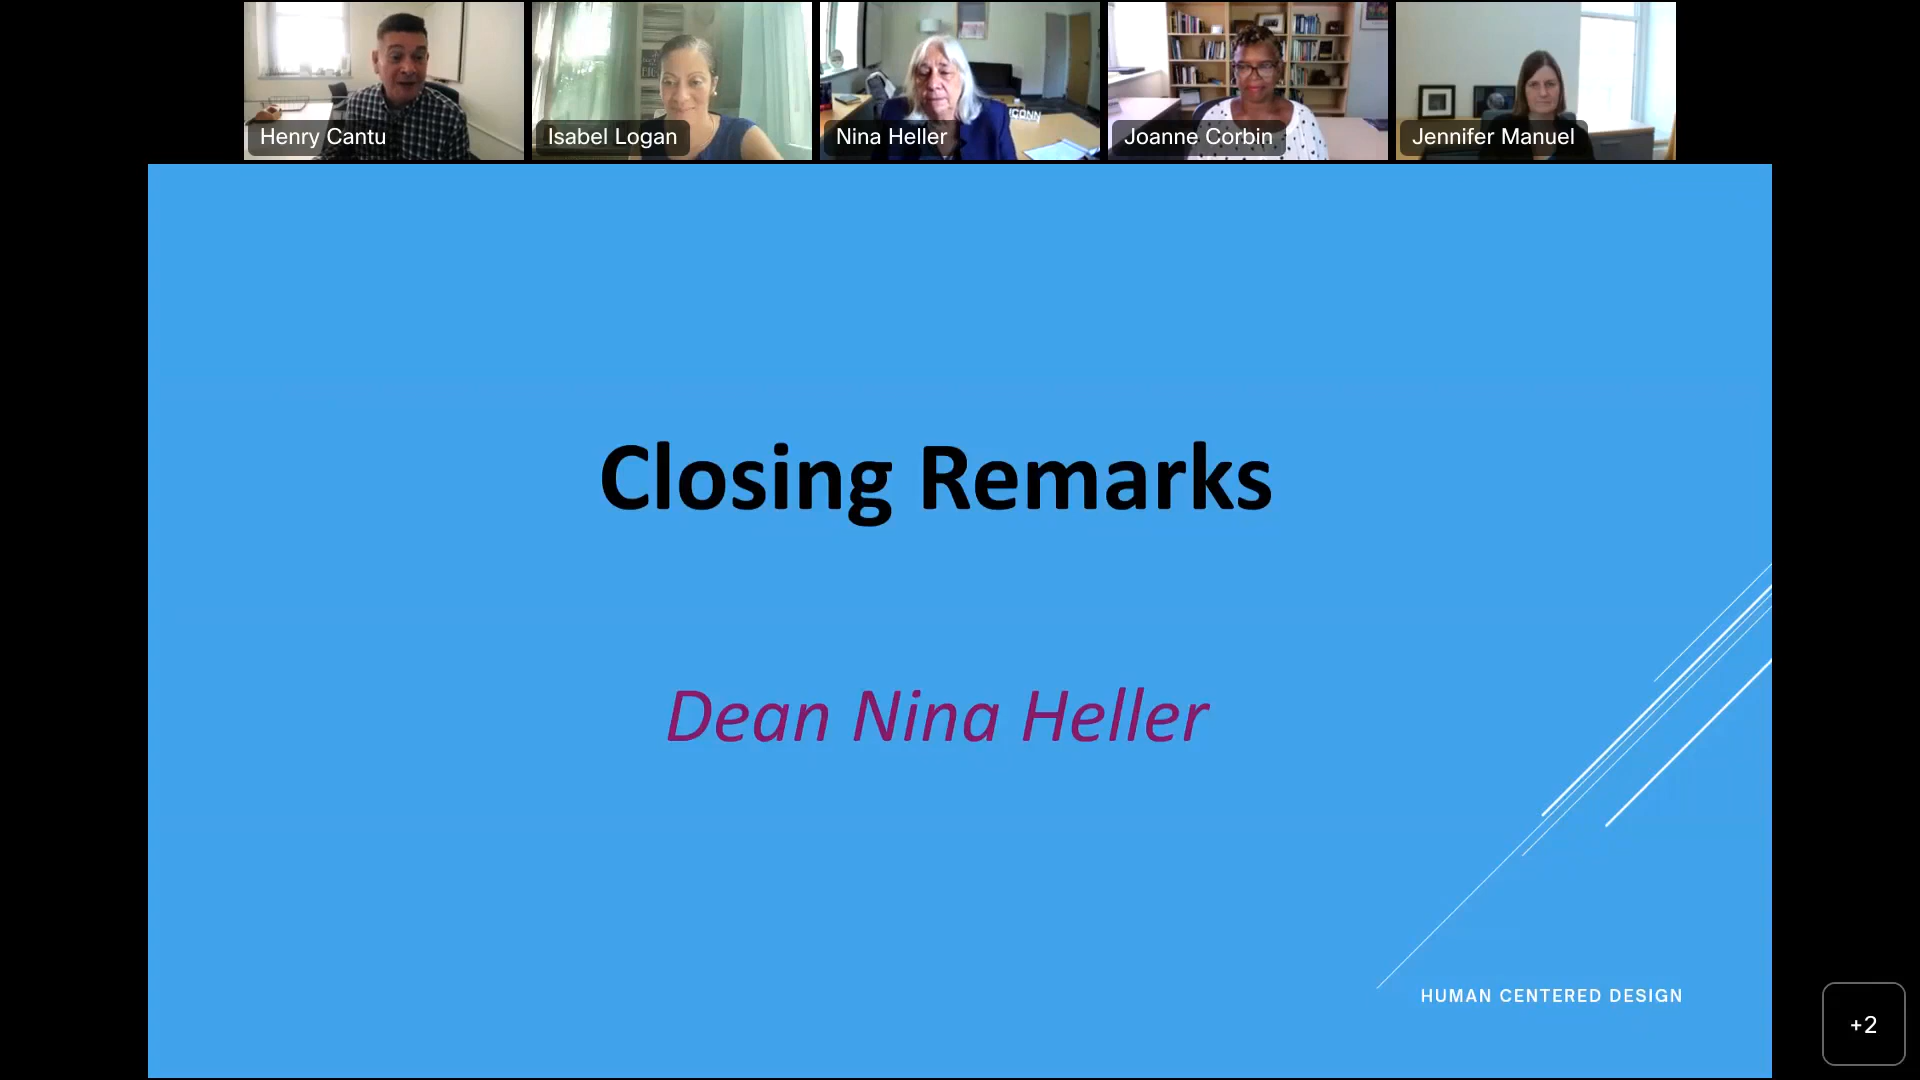 Henry Cantu
Isabel Logan
Nina Heller
Joanne Corbin
Jennifer Manuel
UCONN
Closing Remarks
Dean Nina Heller
HUMAN CENTERED DESIGN
+2